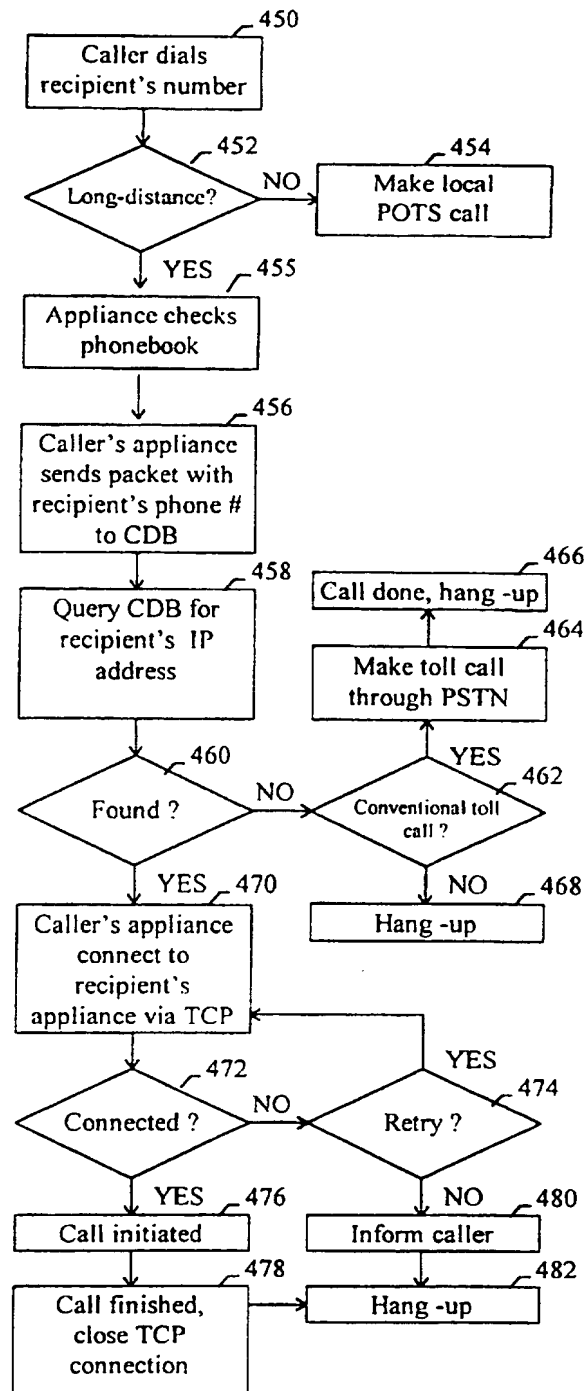 450
Caller dials
recipient's number
452
Long-distance?
NO
454
Make local
POTS call
YES
455
Appliance checks
phonebook
456
Caller's appliance
sends packet with
recipient's phone #
to CDB
458
Query CDB for
recipient's IP
address
466
Call done, hang -up
464
Make toll call
through PSTN
YES
460
Found ?
NO
462
Conventional toll
call ?
YES
470
NO
468
Hang -up
Caller's appliance
connect to
recipient's
appliance via TCP
472
Connected ?
NO
YES
474
Retry ?
YES
476
Call initiated
NO
480
Inform caller
478
Call finished,
close TCP
connection
482
Hang -up